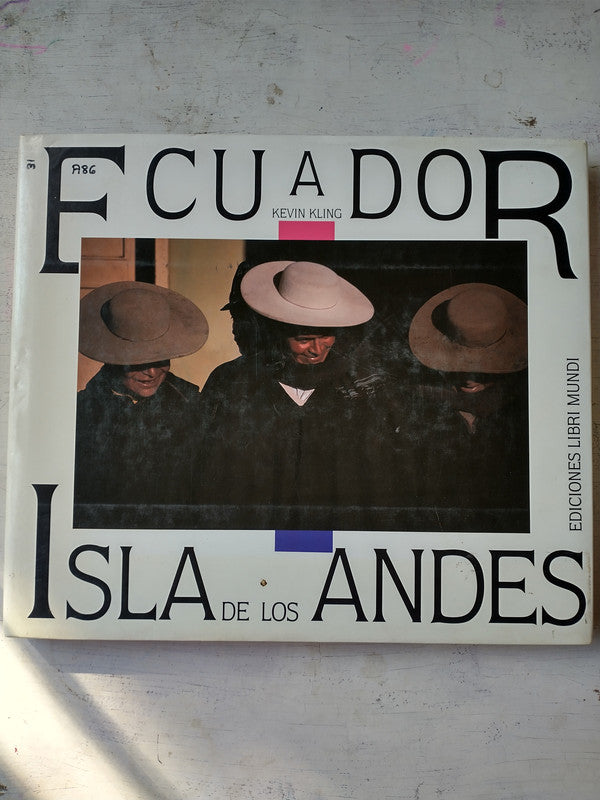 31
A86
ECUADOR
KEVIN KLING
EDICIONES LIBRI MUNDI
ISLA DE LOS ANDES